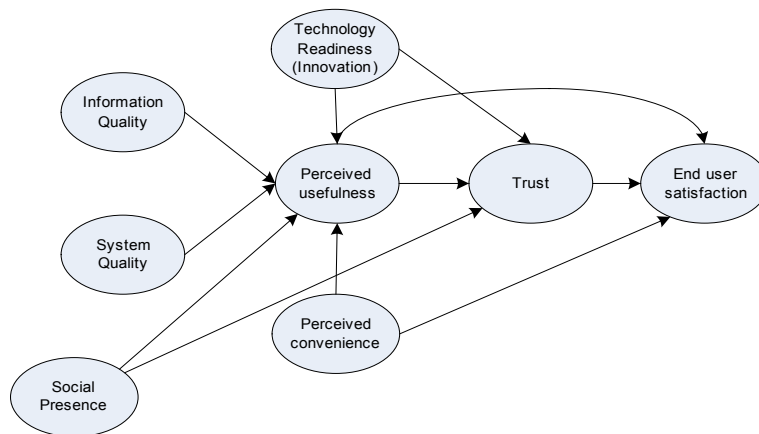 Technology
Readiness
(Innovation)
Information
Quality
Perceived
usefulness
Trust
End user
satisfaction
System
Quality
Perceived
convenience
Social
Presence